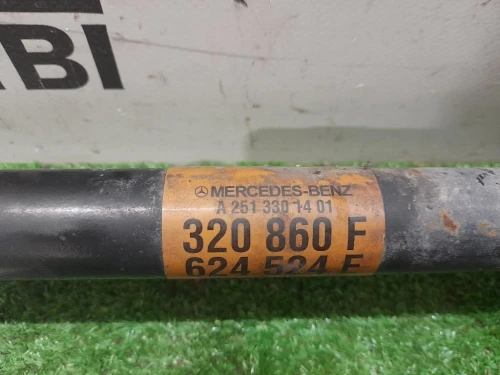 BI
MERCEDES-BENZ
A 251 330 14 01
320 860 F
624 524 F